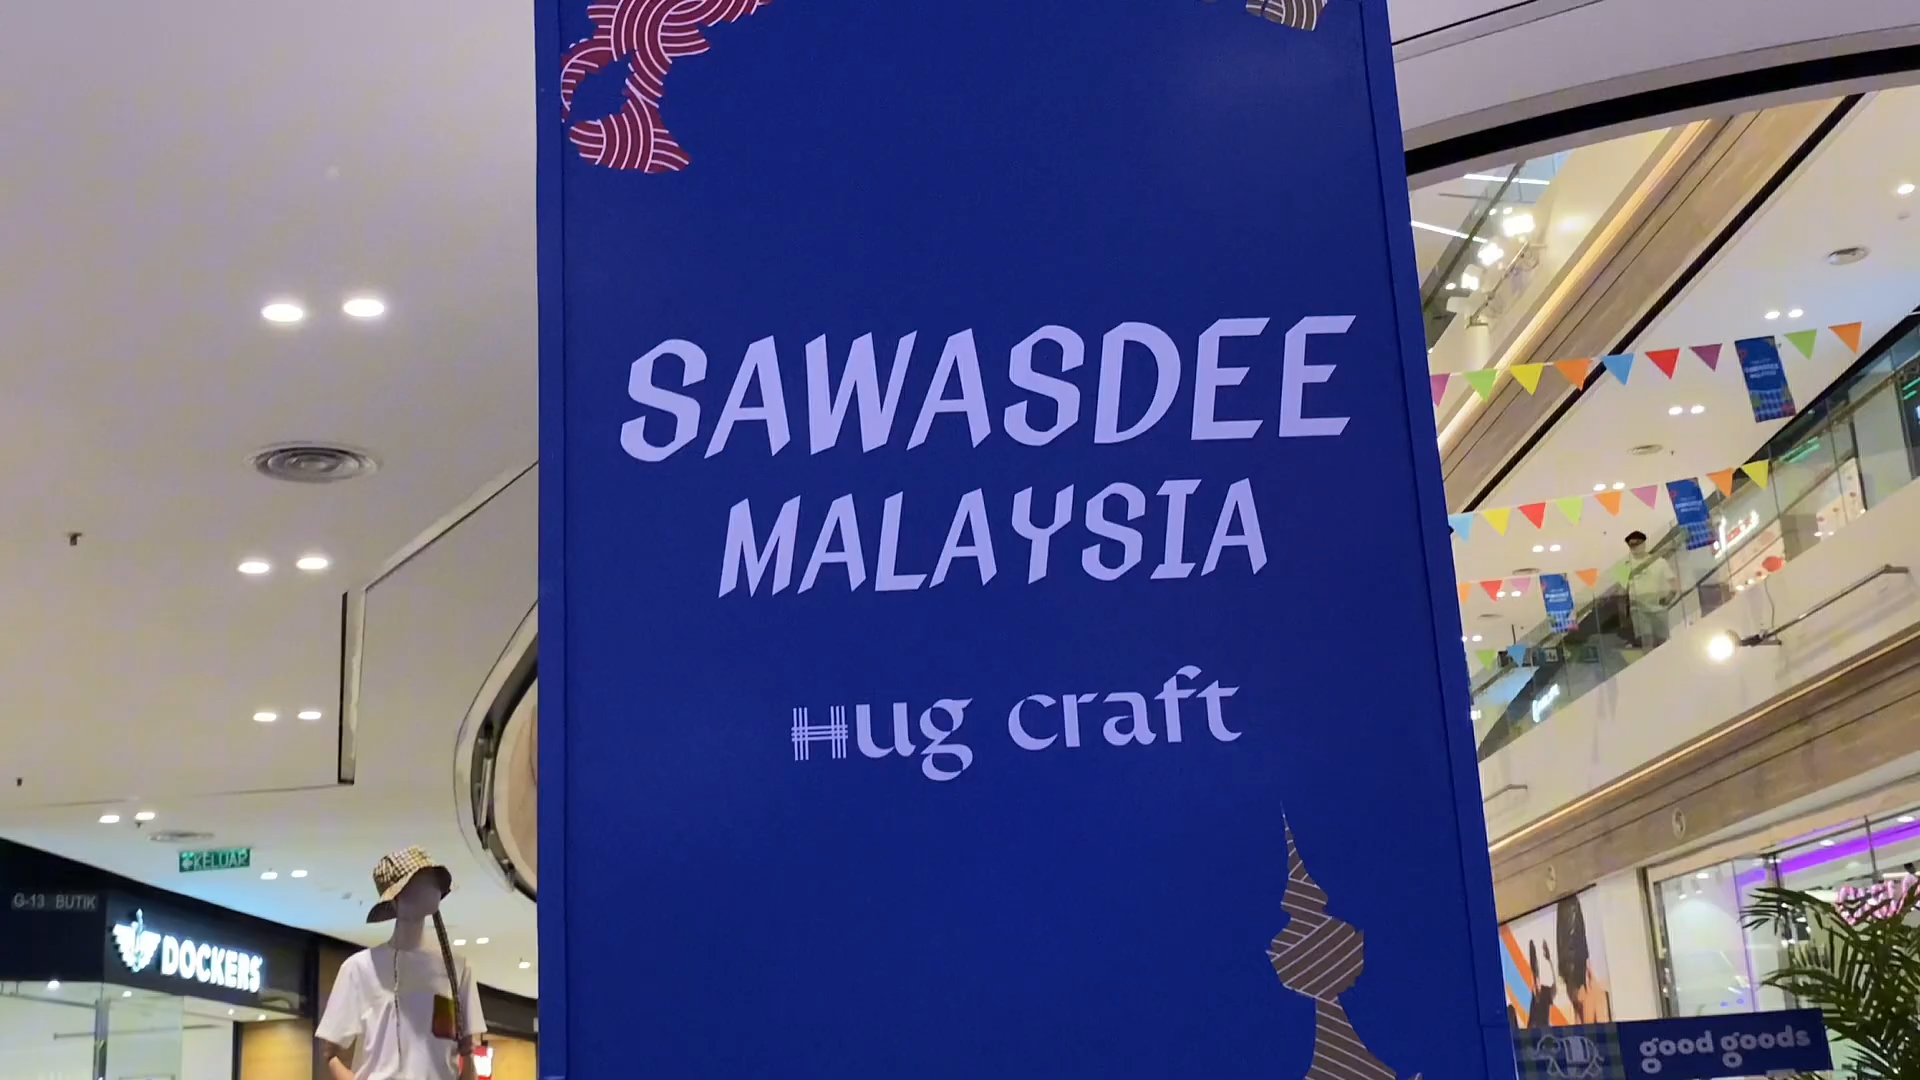 SAWASDEE
MALAYSIA
Hug craft
KELUAR
G-13 BUTIK
DOCKERS
good goods